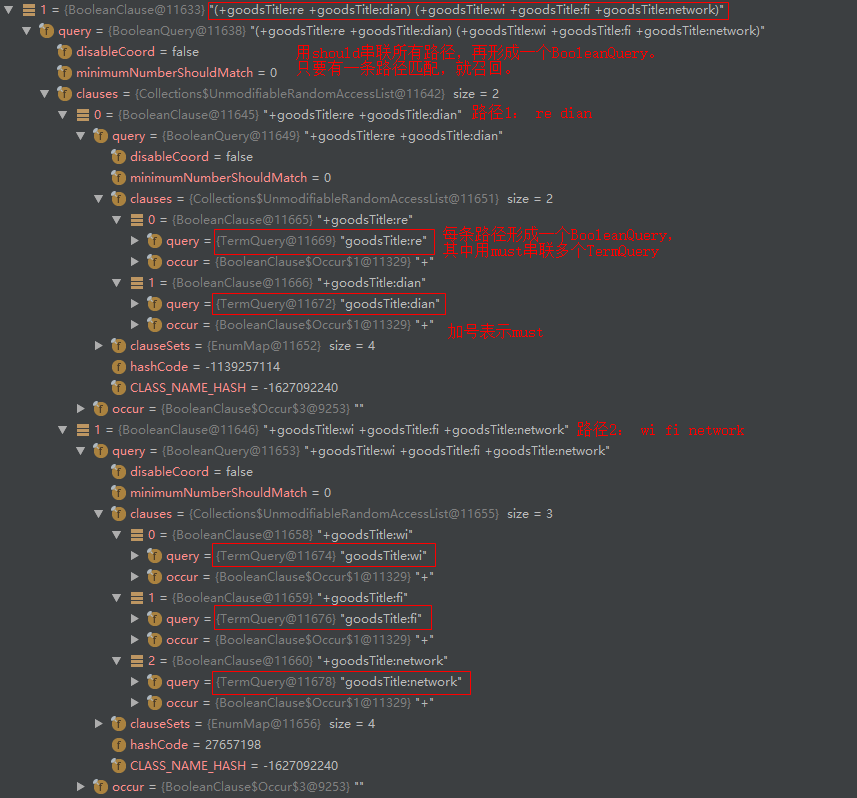 1 = {BooleanClause@11633} "(+goodsTitle:re +goodsTitle:dian) (+goodsTitle:wi +goodsTitle:fi +goodsTitle:network)"
query = {BooleanQuery@11638} "(+goodsTitle:re +goodsTitle:dian) (+goodsTitle:wi +goodsTitle:fi +goodsTitle:network)"
disableCoord = false
用should串联所有路径，再形成一个BooleanQuery。
minimumNumberShouldMatch = 0
只要有一条路径匹配，就召回。
clauses = {Collections$UnmodifiableRandomAccessList@11642} size = 2
0 = {BooleanClause@11645} "+goodsTitle:re +goodsTitle:dian" 路径1： re dian
query = {BooleanQuery@11649} "+goodsTitle:re +goodsTitle:dian"
disableCoord = false
minimumNumberShouldMatch = 0
clauses = {Collections$UnmodifiableRandomAccessList@11651} size = 2
0 = {BooleanClause@11665} "+goodsTitle:re"
query = {TermQuery@11669} "goodsTitle:re" 每条路径形成一个BooleanQuery，
其中用must串联多个TermQuery
occur = {BooleanClause$Occur$1@11329} "+"
1 = {BooleanClause@11666} "+goodsTitle:dian"
query = {TermQuery@11672} "goodsTitle:dian"
occur = {BooleanClause$Occur$1@11329} "+" 加号表示must
clauseSets = {EnumMap@11652} size = 4
hashCode = -1139257114
CLASS_NAME_HASH = -1627092240
occur = {BooleanClause$Occur$3@9253} ""
1 = {BooleanClause@11646} "+goodsTitle:wi +goodsTitle:fi +goodsTitle:network" 路径2： wi fi network
query = {BooleanQuery@11653} "+goodsTitle:wi +goodsTitle:fi +goodsTitle:network"
disableCoord = false
minimumNumberShouldMatch = 0
clauses = {Collections$UnmodifiableRandomAccessList@11655} size = 3
0 = {BooleanClause@11658} "+goodsTitle:wi"
query = {TermQuery@11674} "goodsTitle:wi"
occur = {BooleanClause$Occur$1@11329} "+"
1 = {BooleanClause@11659} "+goodsTitle:fi"
query = {TermQuery@11676} "goodsTitle:fi"
occur = {BooleanClause$Occur$1@11329} "+"
2 = {BooleanClause@11660} "+goodsTitle:network"
query = {TermQuery@11678} "goodsTitle:network"
occur = {BooleanClause$Occur$1@11329} "+"
clauseSets = {EnumMap@11656} size = 4
hashCode = 27657198
CLASS_NAME_HASH = -1627092240
occur = {BooleanClause$Occur$3@9253} ""